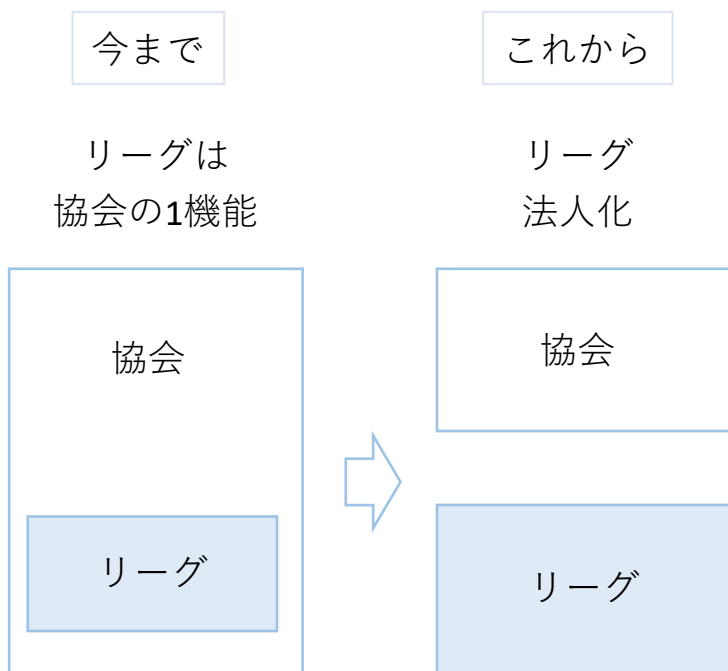 今まで
リーグは
協会の1機能
協会
リーグ
これから
リーグ
法人化
協会
リーグ